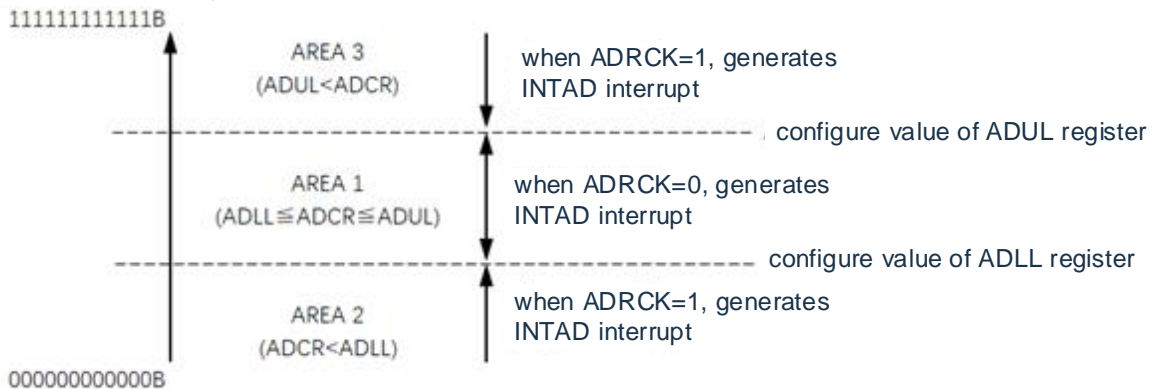 111111111111B
AREA 3
(ADUL<ADCR)
when ADRCK=1, generates
INTAD interrupt
configure value of ADUL register
AREA 1
(ADLL≦ADCR≦ADUL)
when ADRCK=0, generates
INTAD interrupt
configure value of ADLL register
AREA 2
(ADCR<ADLL)
when ADRCK=1, generates
INTAD interrupt
000000000000B